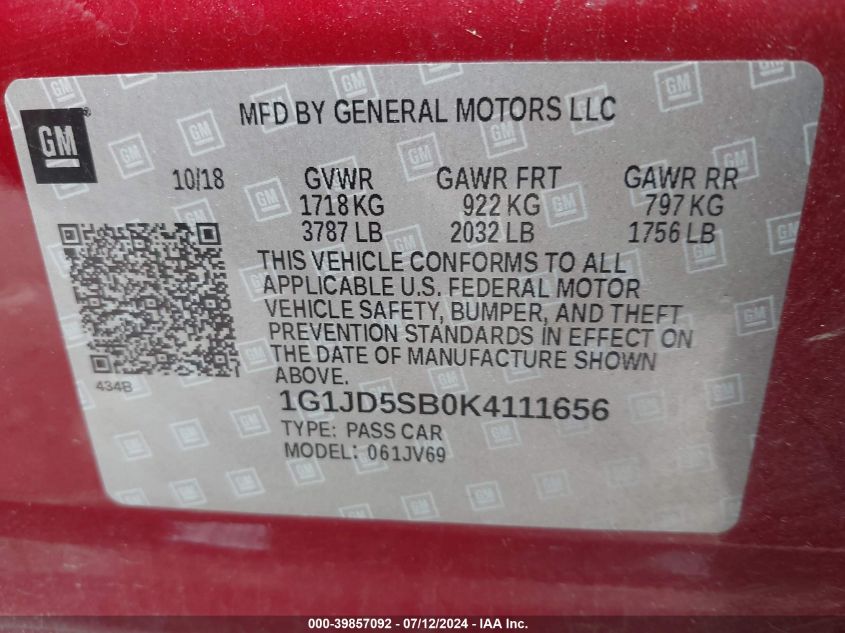 MFD BY GENERAL MOTORS LLC
GM
10/18
GVWR GAWR FRT GAWR RR
1718 KG 922 KG 797 KG
3787 LB 2032 LB 1756 LB
THIS VEHICLE CONFORMS TO ALL
APPLICABLE U.S. FEDERAL MOTOR
VEHICLE SAFETY, BUMPER, AND THEFT
PREVENTION STANDARDS IN EFFECT ON
THE DATE OF MANUFACTURE SHOWN
ABOVE.
434B
1G1JD5SB0K4111656
TYPE: PASS CAR
MODEL: 061JV69
000-39857092 - 07/12/2024 - IAAI.com.